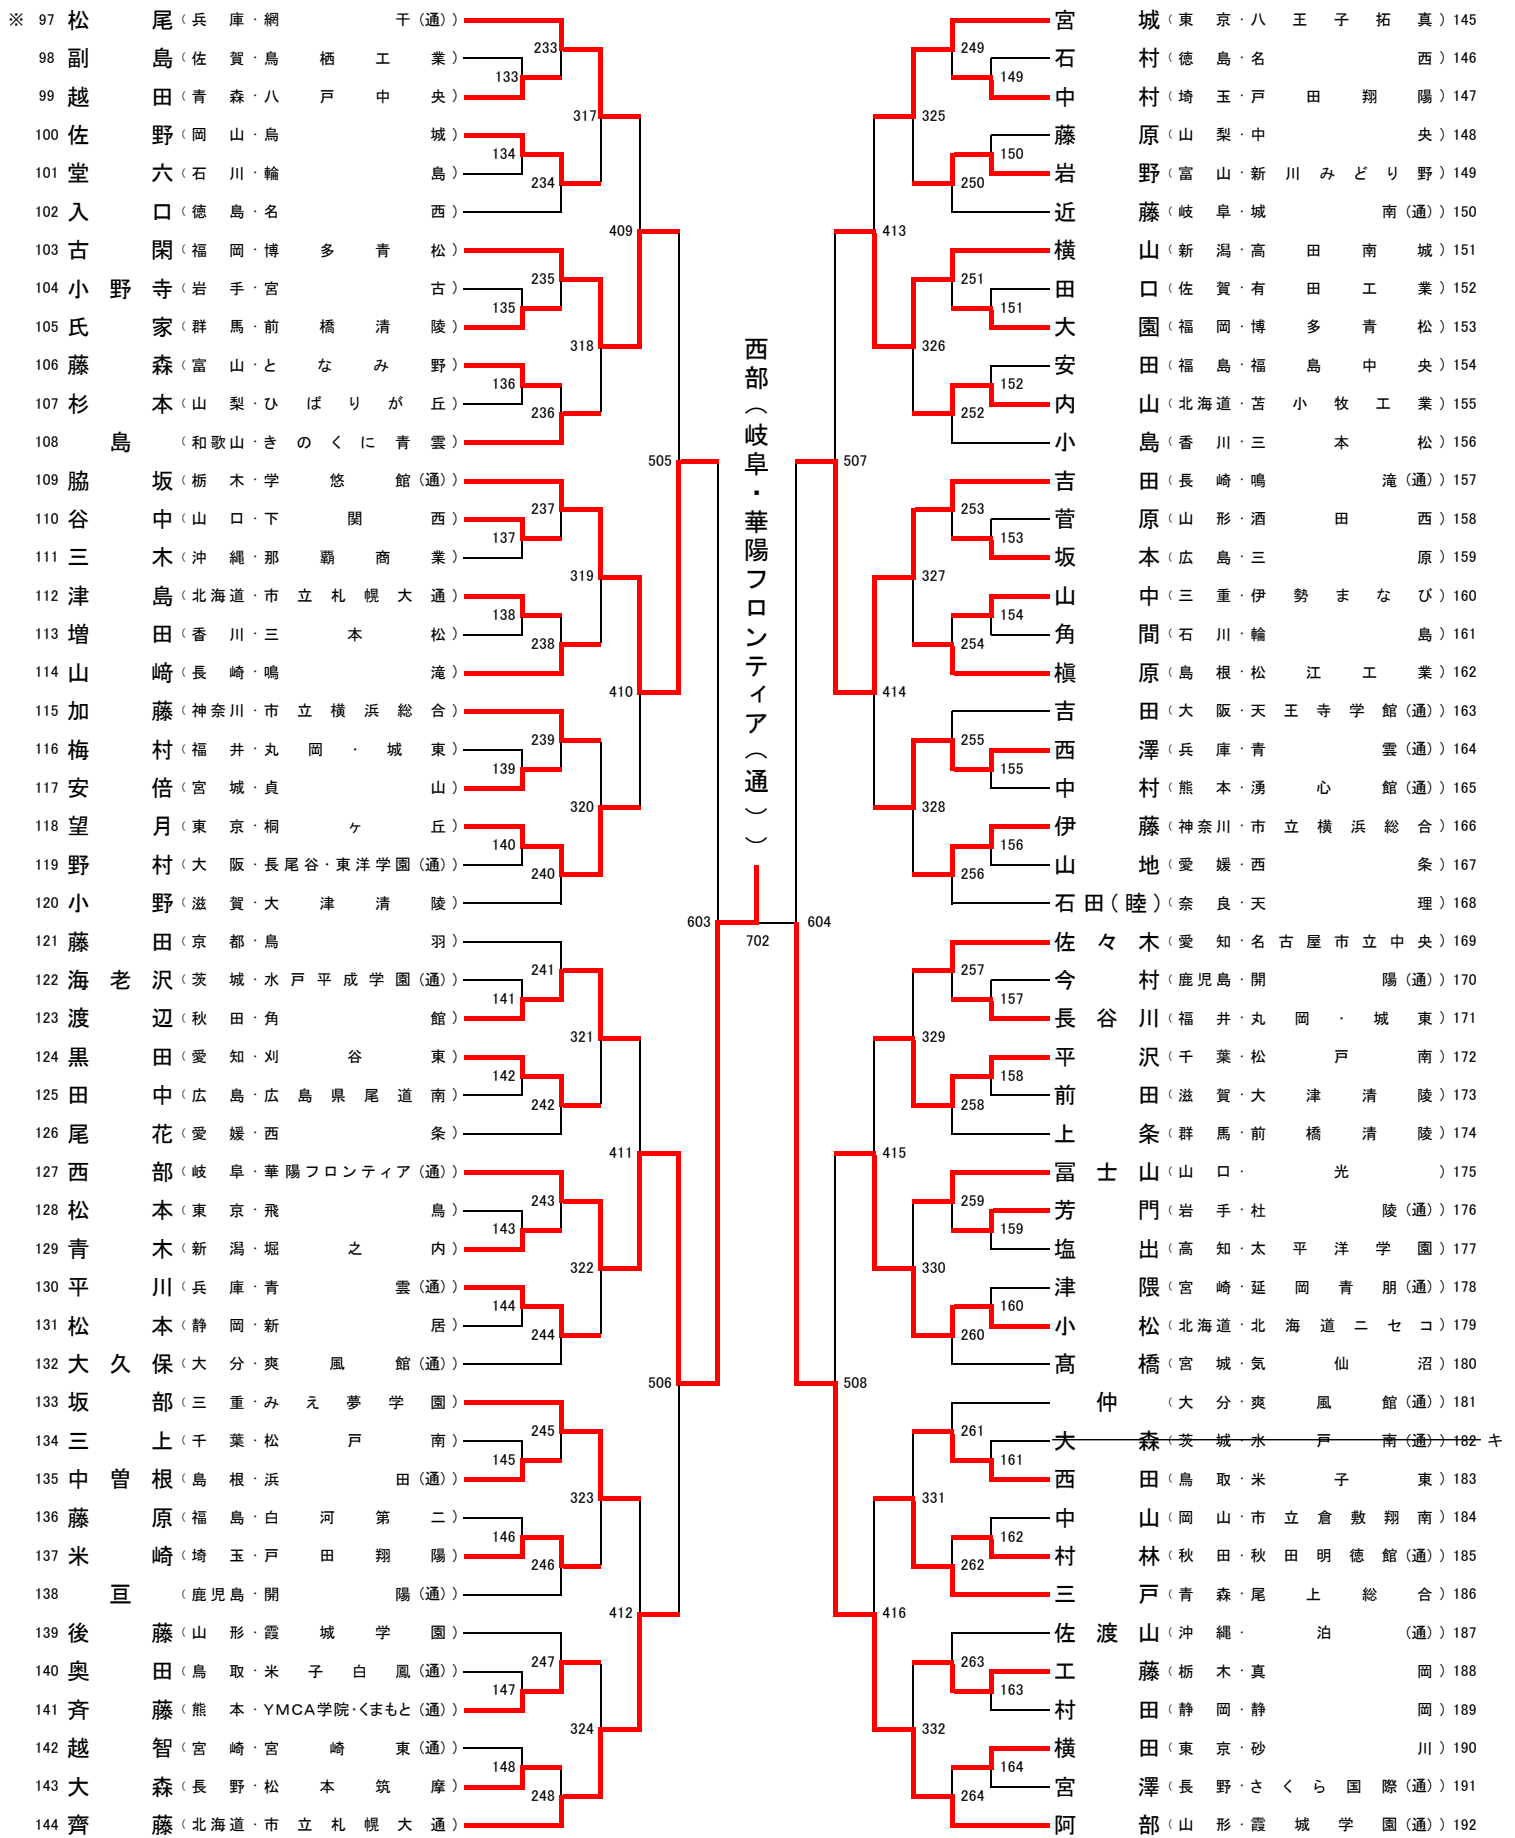 ※ 97 松尾（兵庫・網干(通)）
98 副島（佐賀・鳥栖工業）
99 越田（青森・八戸中央）
100 佐野（岡山・烏城）
101 堂六（石川・輪島）
102 入口（徳島・名西）
103 古閑（福岡・博多青松）
104 小野寺（岩手・宮古）
105 氏家（群馬・前橋清陵）
106 藤森（富山・となみ野）
107 杉本（山梨・ひばりが丘）
108 島（和歌山・きのくに青雲）
109 脇坂（栃木・学悠館(通)）
110 谷中（山口・下関西）
111 三木（沖縄・那覇商業）
112 津島（北海道・市立札幌大通）
113 増田（香川・三本松）
114 山﨑（長崎・鳴滝）
115 加藤（神奈川・市立横浜総合）
116 梅村（福井・丸岡・城東）
117 安倍（宮城・貞山）
118 望月（東京・桐ヶ丘）
119 野村（大阪・長尾谷・東洋学園(通)）
120 小野（滋賀・大津清陵）
121 藤田（京都・鳥羽）
122 海老沢（茨城・水戸平成学園(通)）
123 渡辺（秋田・角館）
124 黒田（愛知・刈谷東）
125 田中（広島・広島県尾道南）
126 尾花（愛媛・西条）
127 西部（岐阜・華陽フロンティア(通)）
128 松本（東京・飛鳥）
129 青木（新潟・堀之内）
130 平川（兵庫・青雲(通)）
131 松本（静岡・新居）
132 大久保（大分・爽風館(通)）
133 坂部（三重・みえ夢学園）
134 三上（千葉・松戸南）
135 中曽根（島根・浜田(通)）
136 藤原（福島・白河第二）
137 米崎（埼玉・戸田翔陽）
138 亘（鹿児島・開陽(通)）
139 後藤（山形・霞城学園）
140 奥田（鳥取・米子白鳳(通)）
141 斉藤（熊本・YMCA学院・くまもと(通)）
142 越智（宮崎・宮崎東(通)）
143 大森（長野・松本筑摩）
144 齊藤（北海道・市立札幌大通）
133
134
135
136
137
138
139
140
141
142
143
144
145
146
147
148
233
234
235
236
237
238
239
240
241
242
243
244
245
246
247
248
317
318
319
320
321
322
323
324
409
410
411
412
505
506
603
西部（岐阜・華陽フロンティア（通））
702
604
507
508
413
414
415
416
325
326
327
328
329
330
331
332
249
250
251
252
253
254
255
256
257
258
259
260
261
262
263
264
149
150
151
152
153
154
155
156
157
158
159
160
161
162
163
164
宮城（東京・八王子拓真）145
石村（徳島・名西）146
中村（埼玉・戸田翔陽）147
藤原（山梨・中央）148
岩野（富山・新川みどり野）149
近藤（岐阜・城南(通)）150
横山（新潟・高田南城）151
田口（佐賀・有田工業）152
大園（福岡・博多青松）153
安田（福島・福島中央）154
内山（北海道・苫小牧工業）155
小島（香川・三本松）156
吉田（長崎・鳴滝(通)）157
菅原（山形・酒田西）158
坂本（広島・三原）159
山中（三重・伊勢まなび）160
角間（石川・輪島）161
槇原（島根・松江工業）162
吉田（大阪・天王寺学館(通)）163
西澤（兵庫・青雲(通)）164
中村（熊本・湧心館(通)）165
伊藤（神奈川・市立横浜総合）166
山地（愛媛・西条）167
石田(睦)（奈良・天理）168
佐々木（愛知・名古屋市立中央）169
今村（鹿児島・開陽(通)）170
長谷川（福井・丸岡・城東）171
平沢（千葉・松戸南）172
前田（滋賀・大津清陵）173
上条（群馬・前橋清陵）174
冨士山（山口・光）175
芳門（岩手・杜陵(通)）176
塩出（高知・太平洋学園）177
津隈（宮崎・延岡青朋(通)）178
小松（北海道・北海道ニセコ）179
髙橋（宮城・気仙沼）180
仲（大分・爽風館(通)）181
大森（茨城・水戸南(通)）182 キ
西田（鳥取・米子東）183
中山（岡山・市立倉敷翔南）184
村林（秋田・秋田明徳館(通)）185
三戸（青森・尾上総合）186
佐渡山（沖縄・泊(通)）187
工藤（栃木・真岡）188
村田（静岡・静岡）189
横田（東京・砂川）190
宮澤（長野・さくら国際(通)）191
阿部（山形・霞城学園(通)）192